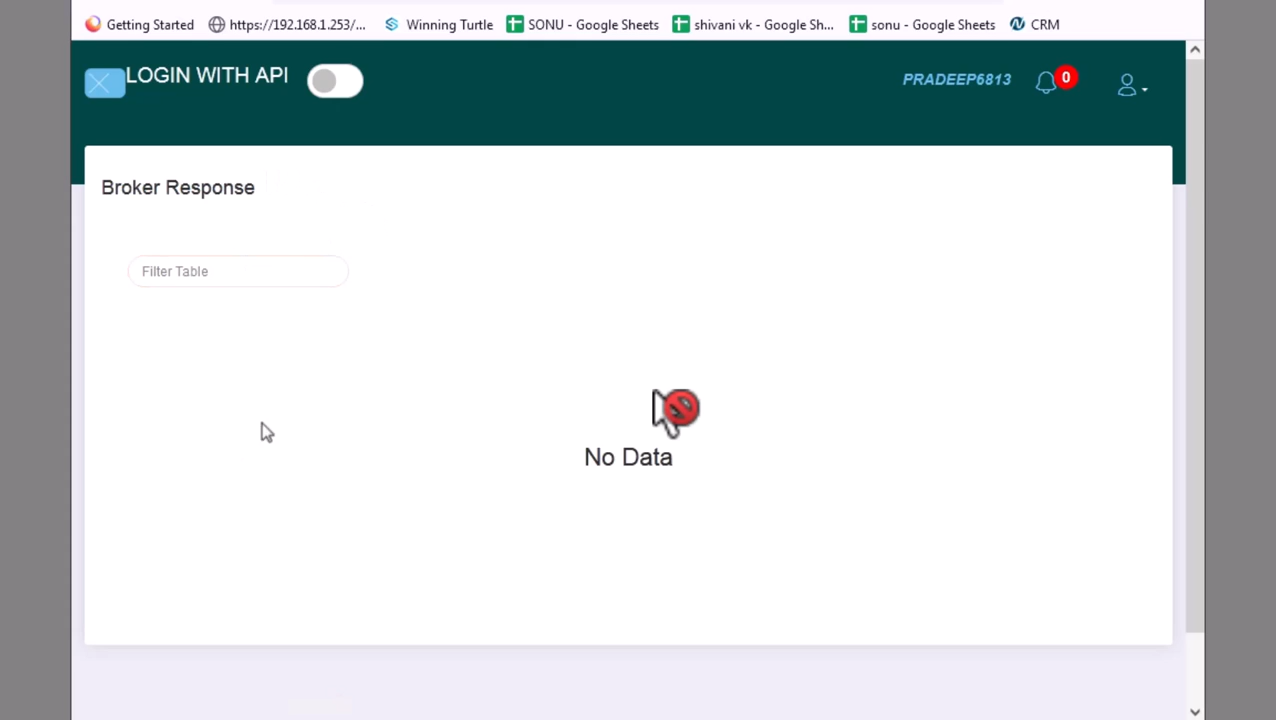 Getting Started https://192.168.1.253/... Winning Turtle SONU - Google Sheets shivani vk - Google Sh... sonu - Google Sheets CRM
LOGIN WITH API PRADEEP6813 0
Broker Response
Filter Table
No Data